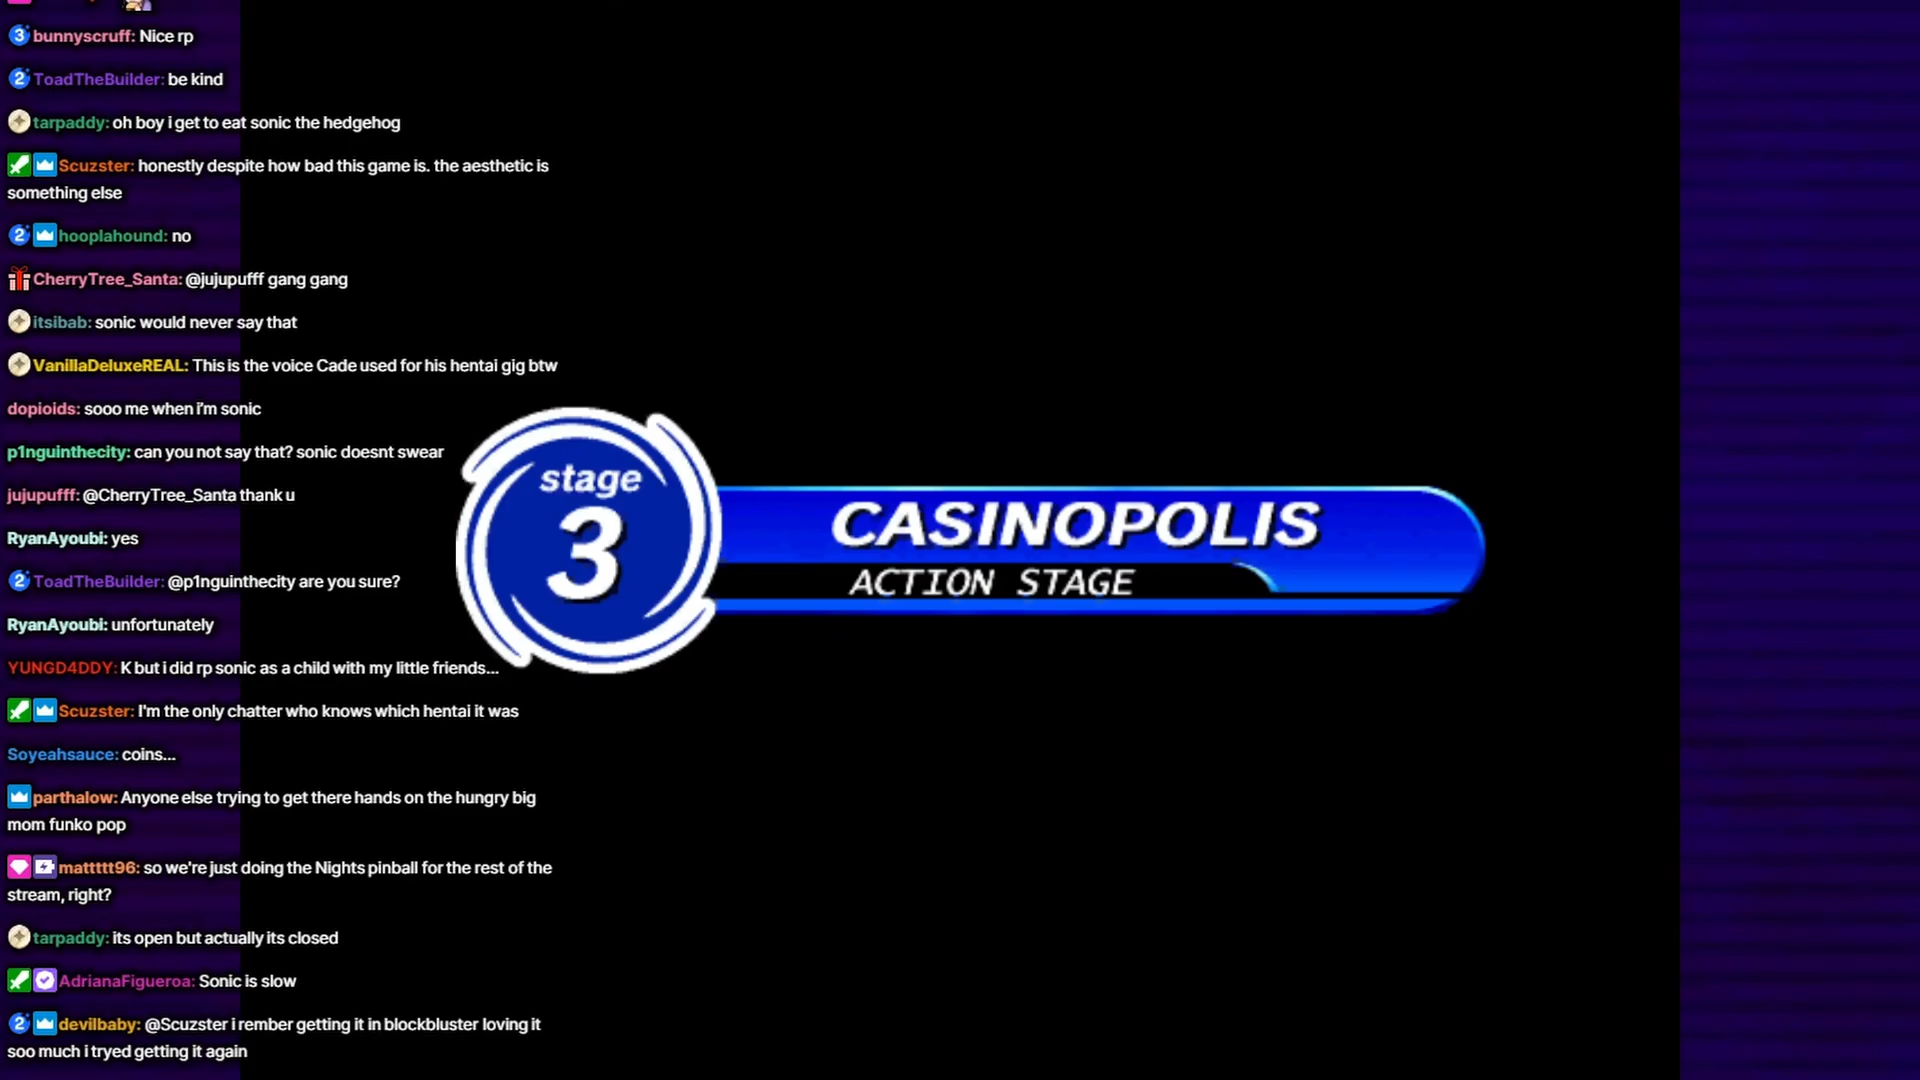 3 bunnyscruff: Nice rp
2 ToadTheBuilder: be kind
tarpaddy: oh boy i get to eat sonic the hedgehog
Scuzster: honestly despite how bad this game is. the aesthetic is
something else
2 hooplahound: no
CherryTree_Santa: @jujupufff gang gang
itsibab: sonic would never say that
VanillaDeluxeREAL: This is the voice Cade used for his hentai gig btw
dopioids: sooo me when i'm sonic
p1nguinthecity: can you not say that? sonic doesnt swear
jujupufff: @CherryTree_Santa thank u
RyanAyoubi: yes
2 ToadTheBuilder: @p1nguinthecity are you sure?
RyanAyoubi: unfortunately
YUNGD4DDY: K but i did rp sonic as a child with my little friends...
Scuzster: I'm the only chatter who knows which hentai it was
Soyeahsauce: coins...
parthalow: Anyone else trying to get there hands on the hungry big
mom funko pop
mattttt96: so we're just doing the Nights pinball for the rest of the
stream, right?
tarpaddy: its open but actually its closed
AdrianaFigueroa: Sonic is slow
2 devilbaby: @Scuzster i rember getting it in blockbluster loving it
soo much i tryed getting it again
stage
3
CASINOPOLIS
ACTION STAGE